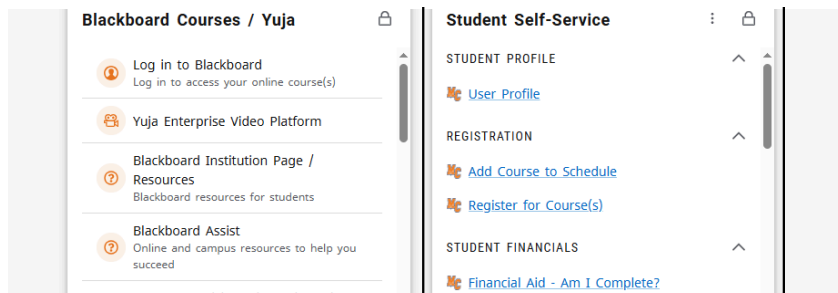 Blackboard Courses / Yuja
Log in to Blackboard
Log in to access your online course(s)
Yuja Enterprise Video Platform
Blackboard Institution Page /
Resources
Blackboard resources for students
Blackboard Assist
Online and campus resources to help you
succeed
Student Self-Service
STUDENT PROFILE
User Profile
REGISTRATION
Add Course to Schedule
Register for Course(s)
STUDENT FINANCIALS
Financial Aid - Am I Complete?